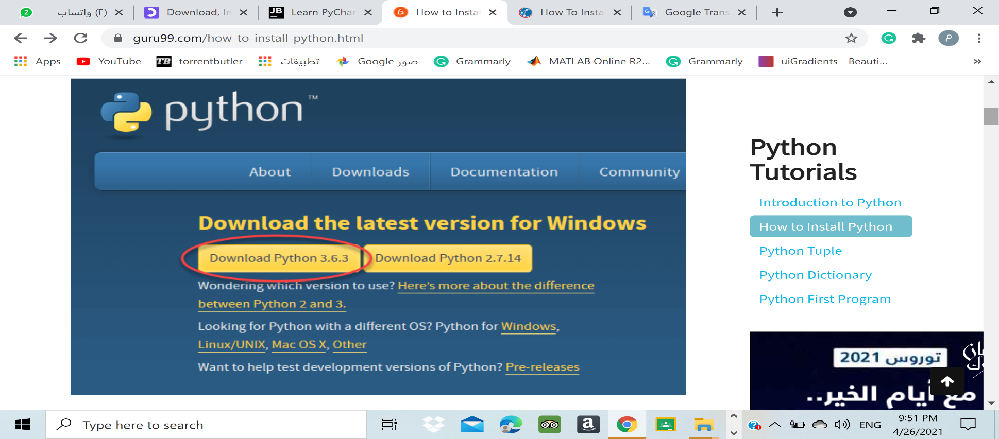 (٢) واتساب
Download, In
Learn PyChar
How to Instal
How To Insta
Google Trans
guru99.com/how-to-install-python.html
Apps
YouTube
torrentbutler
تطبيقات
صور Google
Grammarly
MATLAB Online R2...
Grammarly
uiGradients - Beauti...
python™
About
Downloads
Documentation
Community
Download the latest version for Windows
Download Python 3.6.3
Download Python 2.7.14
Wondering which version to use? Here's more about the difference
between Python 2 and 3.
Looking for Python with a different OS? Python for Windows,
Linux/UNIX, Mac OS X, Other
Want to help test development versions of Python? Pre-releases
Python
Tutorials
Introduction to Python
How to Install Python
Python Tuple
Python Dictionary
Python First Program
توروس 2021
مع أيام الخير..
Type here to search
ENG
9:51 PM
4/26/2021